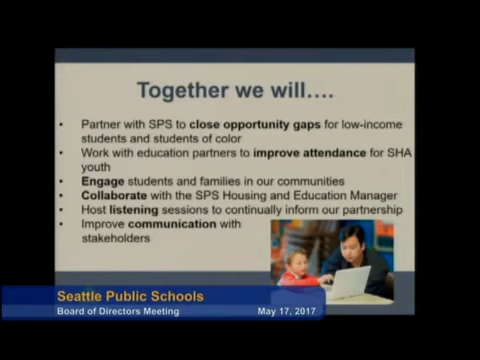 Together we will....
• Partner with SPS to close opportunity gaps for low-income
students and students of color
• Work with education partners to improve attendance for SHA
youth
• Engage students and families in our communities
• Collaborate with the SPS Housing and Education Manager
• Host listening sessions to continually inform our partnership
• Improve communication with
stakeholders
Seattle Public Schools
Board of Directors Meeting May 17, 2017